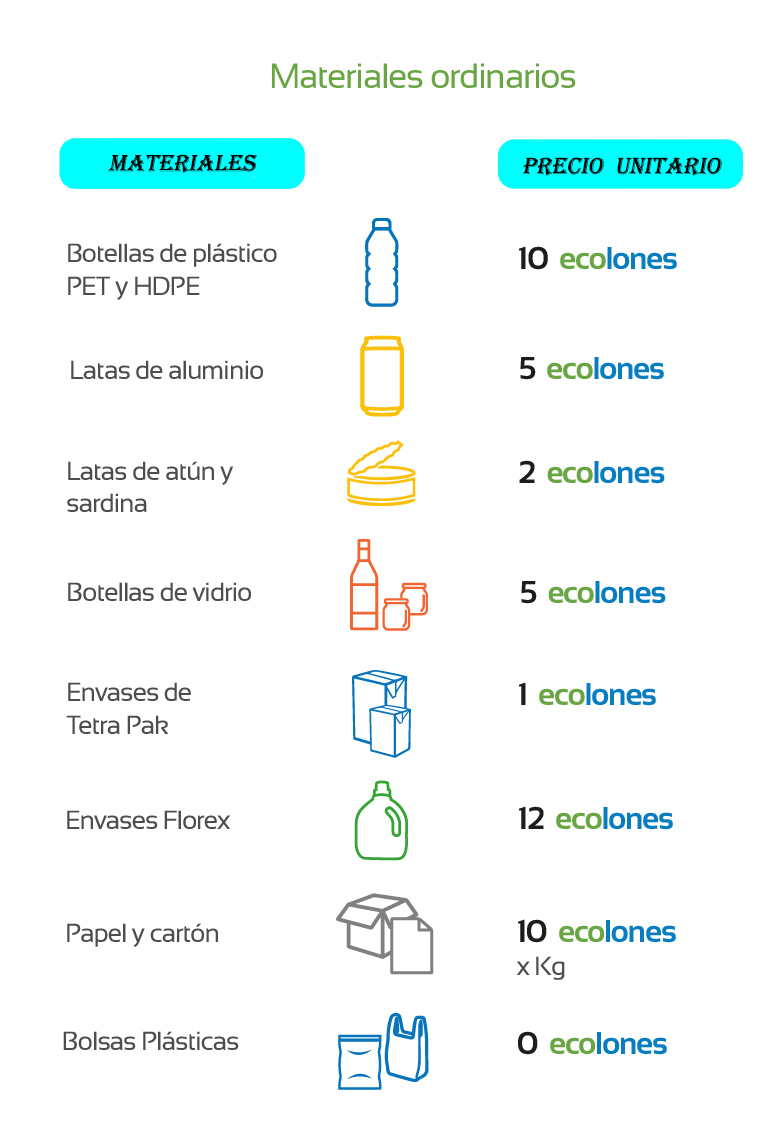 Materiales ordinarios
MATERIALES
PRECIO UNITARIO
Botellas de plástico
PET y HDPE
10 ecolones
Latas de aluminio
5 ecolones
Latas de atún y
sardina
2 ecolones
Botellas de vidrio
5 ecolones
Envases de
Tetra Pak
1 ecolones
Envases Florex
12 ecolones
Papel y cartón
10 ecolones
x Kg
Bolsas Plásticas
0 ecolones